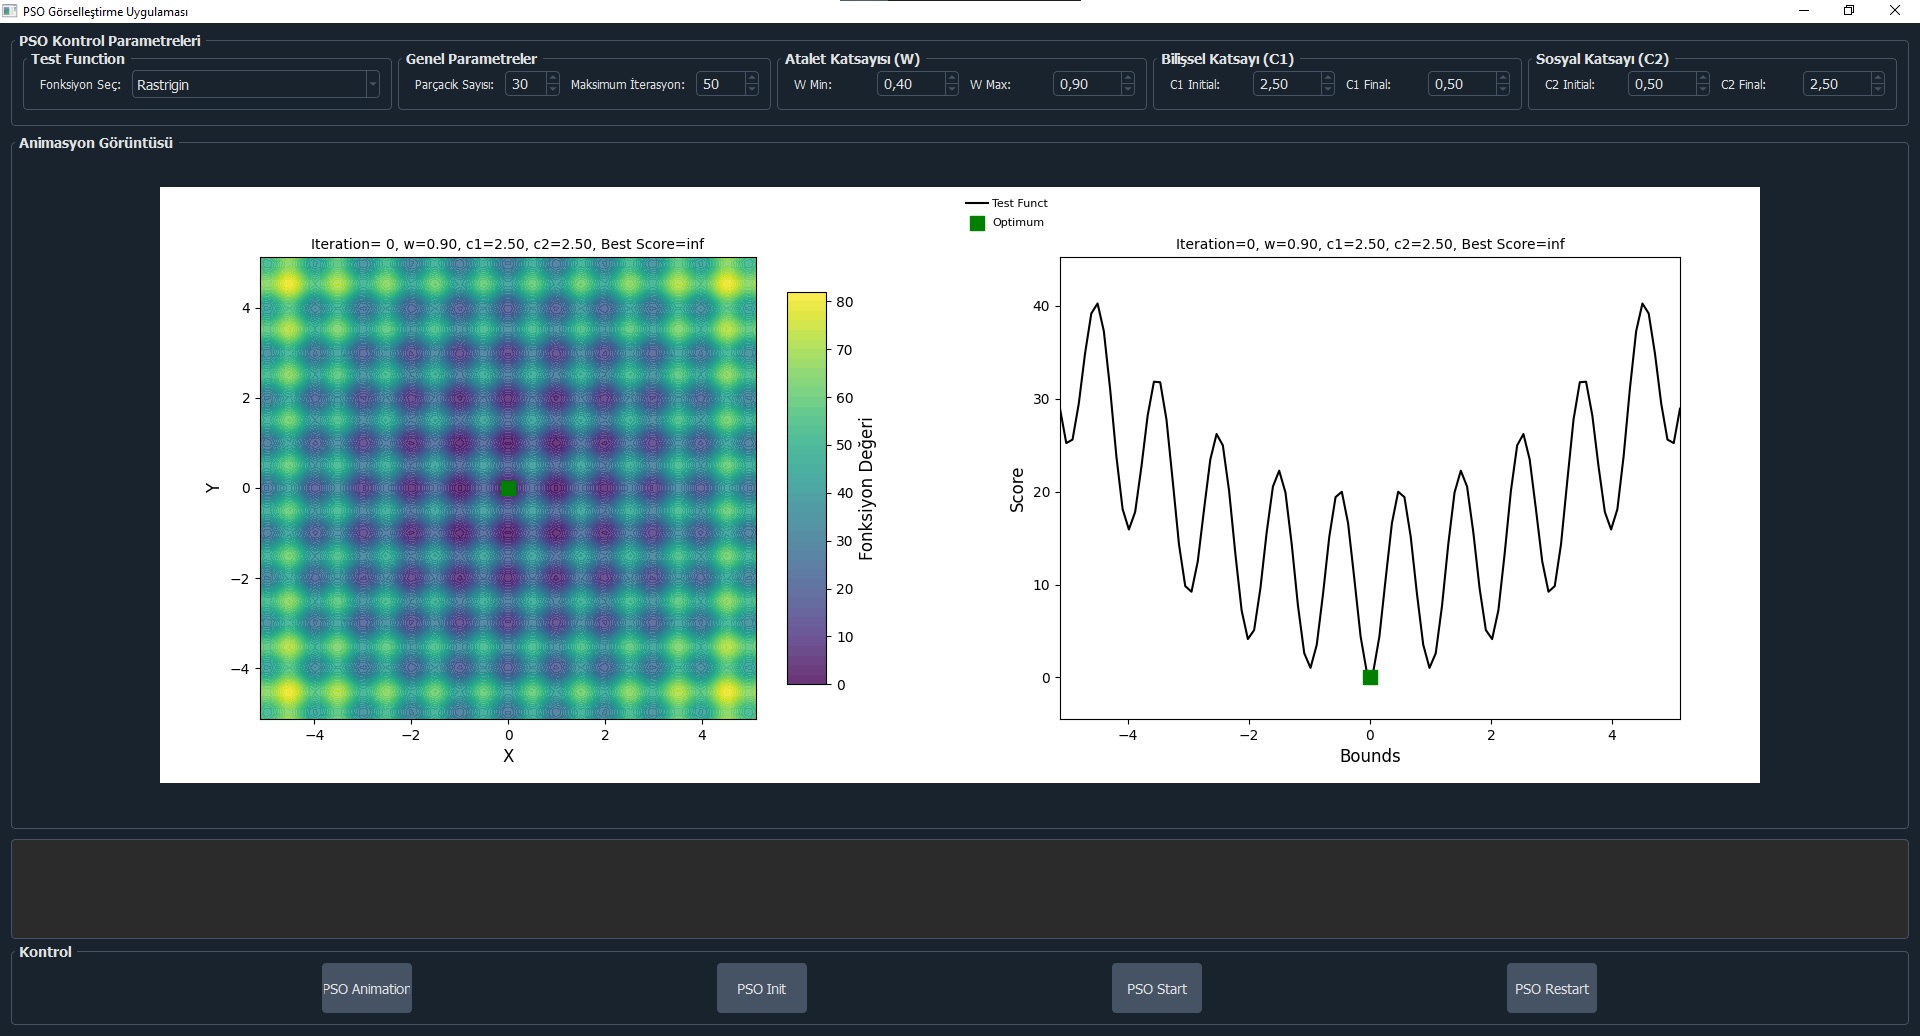 PSO Görselleştirme Uygulaması
PSO Kontrol Parametreleri
Test Function
Fonksiyon Seç: Rastrigin
Genel Parametreler
Parçacık Sayısı: 30 Maksimum İterasyon: 50
Atalet Katsayısı (W)
W Min: 0,40 W Max: 0,90
Bilişsel Katsayı (C1)
C1 Initial: 2,50 C1 Final: 0,50
Sosyal Katsayı (C2)
C2 Initial: 0,50 C2 Final: 2,50
Animasyon Görüntüsü
Test Funct
Optimum
Iteration= 0, w=0.90, c1=2.50, c2=2.50, Best Score=inf
4
2
0
−2
−4
Y
−4 −2 0 2 4
X
80
70
60
50
40
30
20
10
0
Fonksiyon Değeri
Iteration=0, w=0.90, c1=2.50, c2=2.50, Best Score=inf
40
30
20
10
0
Score
−4 −2 0 2 4
Bounds
Kontrol
PSO Animation
PSO Init
PSO Start
PSO Restart